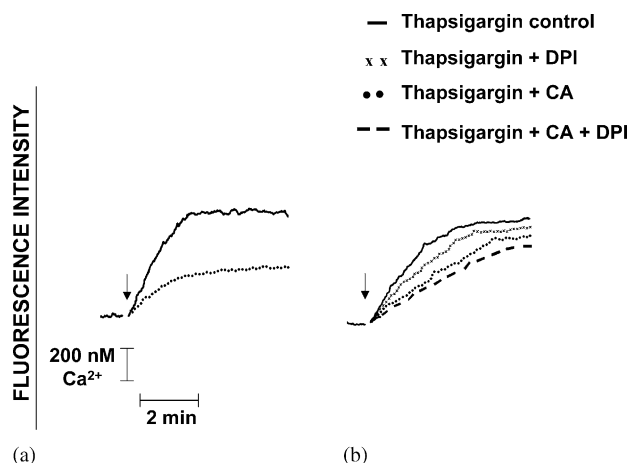 Thapsigargin control
x x Thapsigargin + DPI
Thapsigargin + CA
Thapsigargin + CA + DPI
FLUORESCENCE INTENSITY
200 nM
Ca²⁺
2 min
(a)
(b)